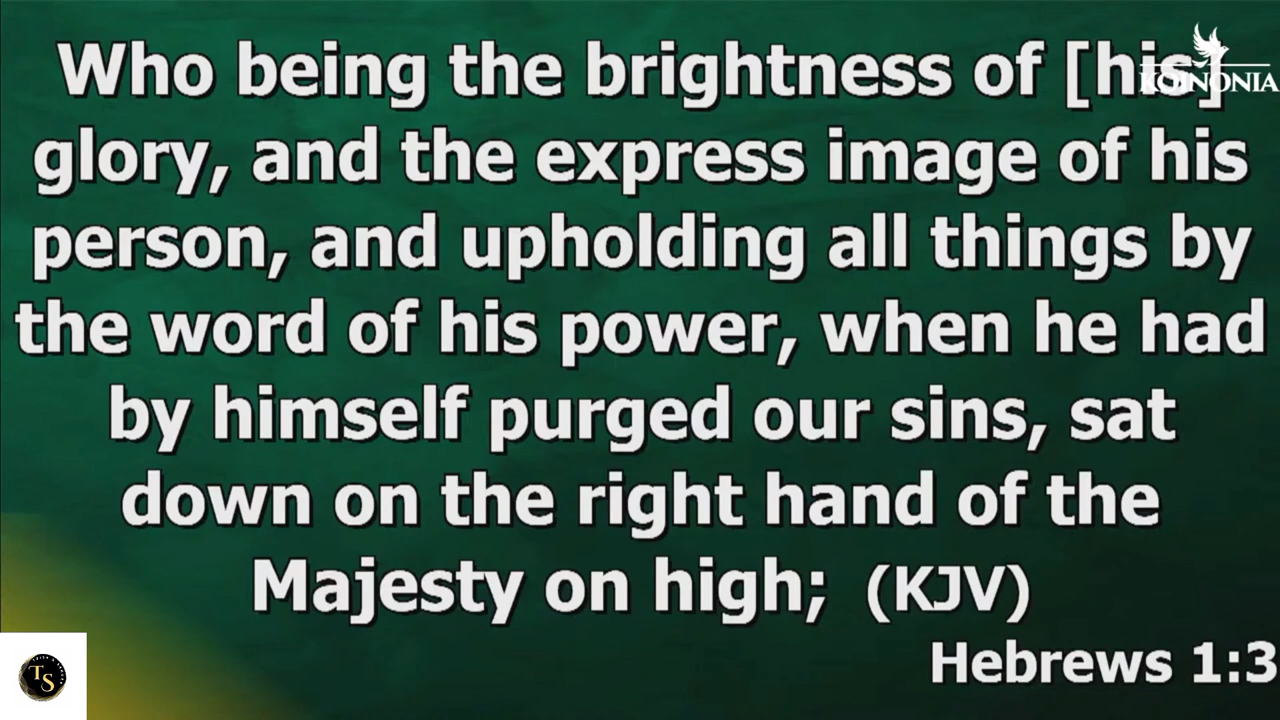 Who being the brightness of [his]
KOINONIA
glory, and the express image of his
person, and upholding all things by
the word of his power, when he had
by himself purged our sins, sat
down on the right hand of the
Majesty on high; (KJV)
Hebrews 1:3
TS